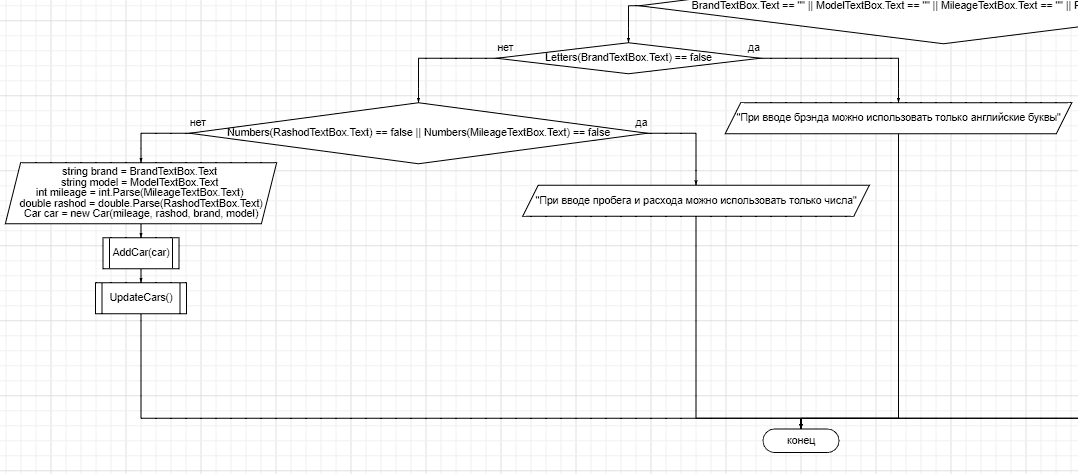 BrandTextBox.Text == "" || ModelTextBox.Text == "" || MileageTextBox.Text == "" ||
нет
да
Letters(BrandTextBox.Text) == false
"При вводе брэнда можно использовать только английские буквы"
нет
да
Numbers(RashodTextBox.Text) == false || Numbers(MileageTextBox.Text) == false
string brand = BrandTextBox.Text
string model = ModelTextBox.Text
int mileage = int.Parse(MileageTextBox.Text)
double rashod = double.Parse(RashodTextBox.Text)
Car car = new Car(mileage, rashod, brand, model)
"При вводе пробега и расхода можно использовать только числа"
AddCar(car)
UpdateCars()
конец